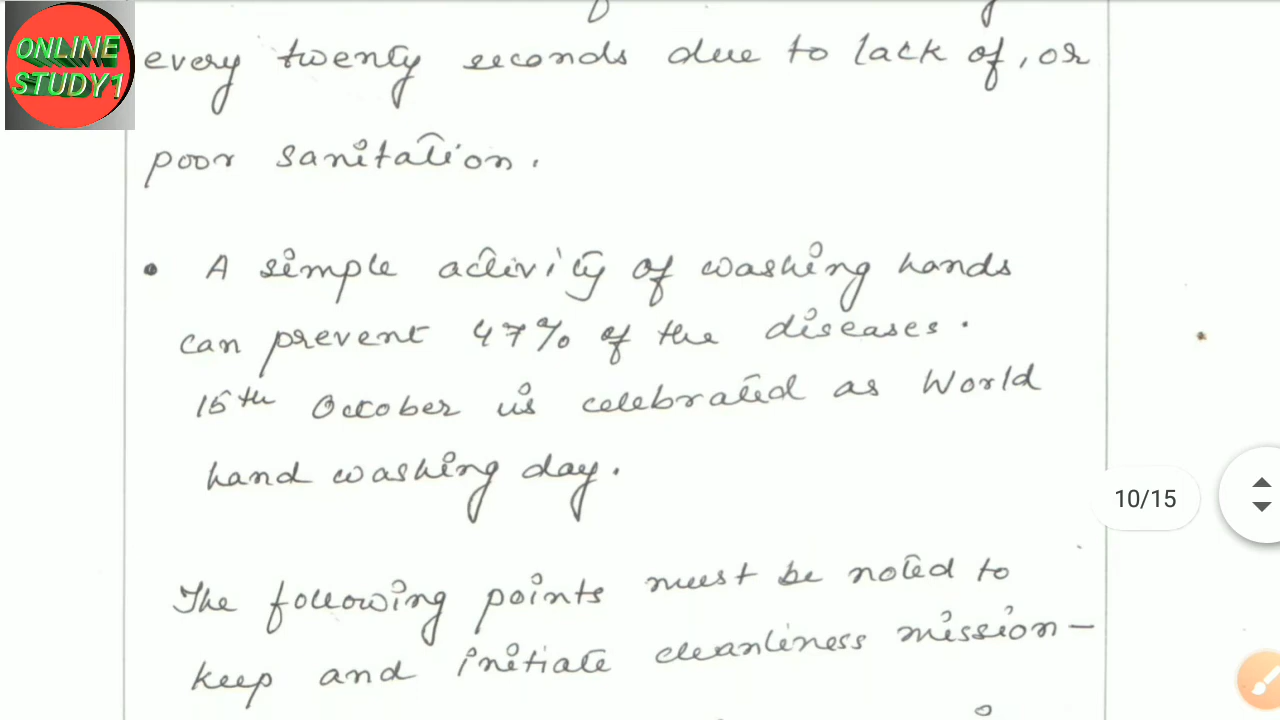 ONLINE
STUDY1
every twenty seconds due to lack of, or
poor sanitation.
• A simple activity of washing hands
can prevent 47% of the diseases.
15th October is celebrated as World
hand washing day.
10/15
The following points must be noted to
keep and initiate cleanliness mission-